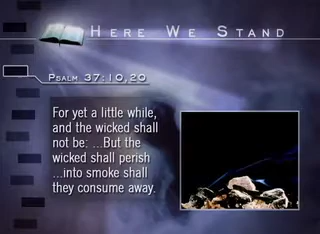 Here We Stand
Psalm 37:10,20
For yet a little while,
and the wicked shall
not be: ...But the
wicked shall perish
...into smoke shall
they consume away.